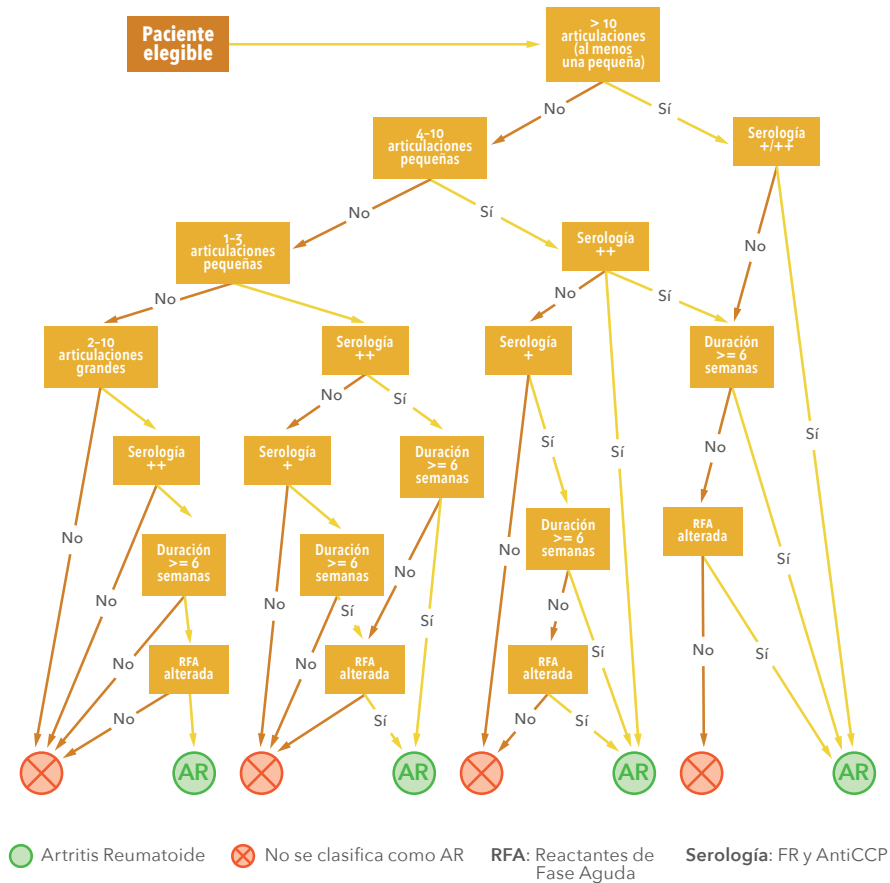 Paciente
elegible
> 10
articulaciones
(al menos
una pequeña)
No
Sí
4-10
articulaciones
pequeñas
Serología
+/++
No
Sí
1-3
articulaciones
pequeñas
Serología
++
No
No
No
Sí
2-10
articulaciones
grandes
Serología
++
Serología
+
Duración
>= 6
semanas
No
Sí
Serología
++
Serología
+
Duración
>= 6
semanas
Sí
Sí
No
Sí
No
Duración
>= 6
semanas
Duración
>= 6
semanas
Duración
>= 6
semanas
RFA
alterada
No
No
Sí
No
No
Sí
No
Sí
No
RFA
alterada
RFA
alterada
RFA
alterada
Sí
No
Sí
No
Sí
No
Sí
AR
AR
AR
AR
Artritis Reumatoide
No se clasifica como AR
RFA: Reactantes de
Fase Aguda
Serología: FR y AntiCCP